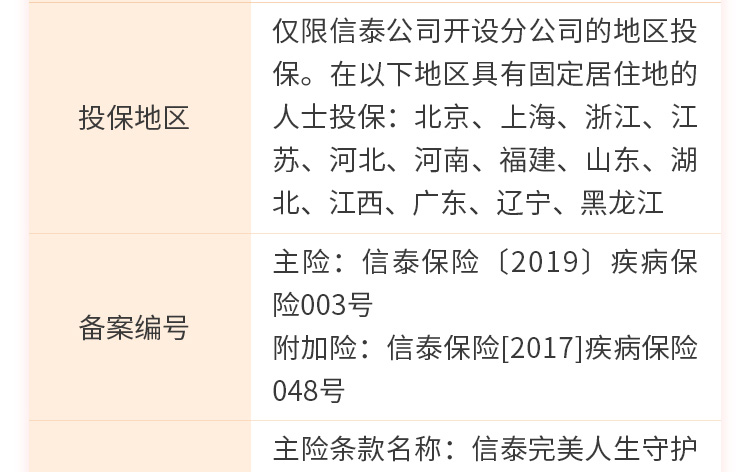 投保地区
仅限信泰公司开设分公司的地区投
保。在以下地区具有固定居住地的
人士投保：北京、上海、浙江、江
苏、河北、河南、福建、山东、湖
北、江西、广东、辽宁、黑龙江
备案编号
主险：信泰保险〔2019〕疾病保
险003号
附加险：信泰保险[2017]疾病保险
048号
主险条款名称：信泰完美人生守护